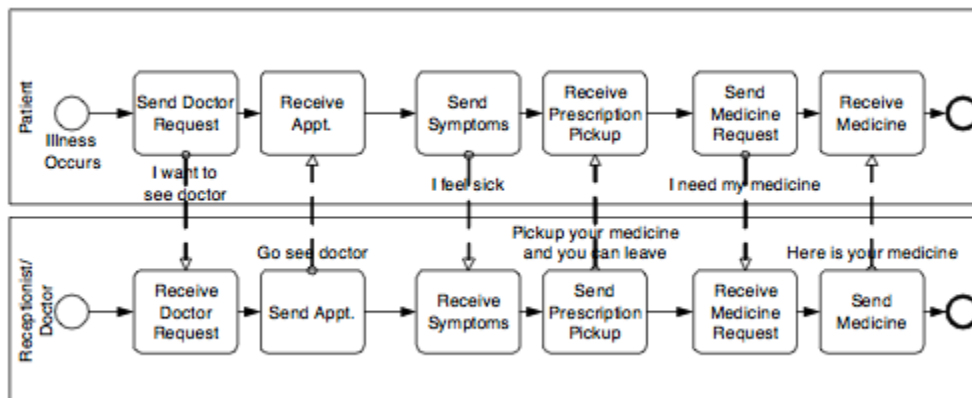 Patient
Illness
Occurs
Send Doctor
Request
Receive
Appt.
Send
Symptoms
Receive
Prescription
Pickup
Send
Medicine
Request
Receive
Medicine
I want to
see doctor
I feel sick
I need my medicine
Go see doctor
Pickup your medicine
and you can leave
Here is your medicine
Receptionist/
Doctor
Receive
Doctor
Request
Send Appt.
Receive
Symptoms
Send
Prescription
Pickup
Receive
Medicine
Request
Send
Medicine